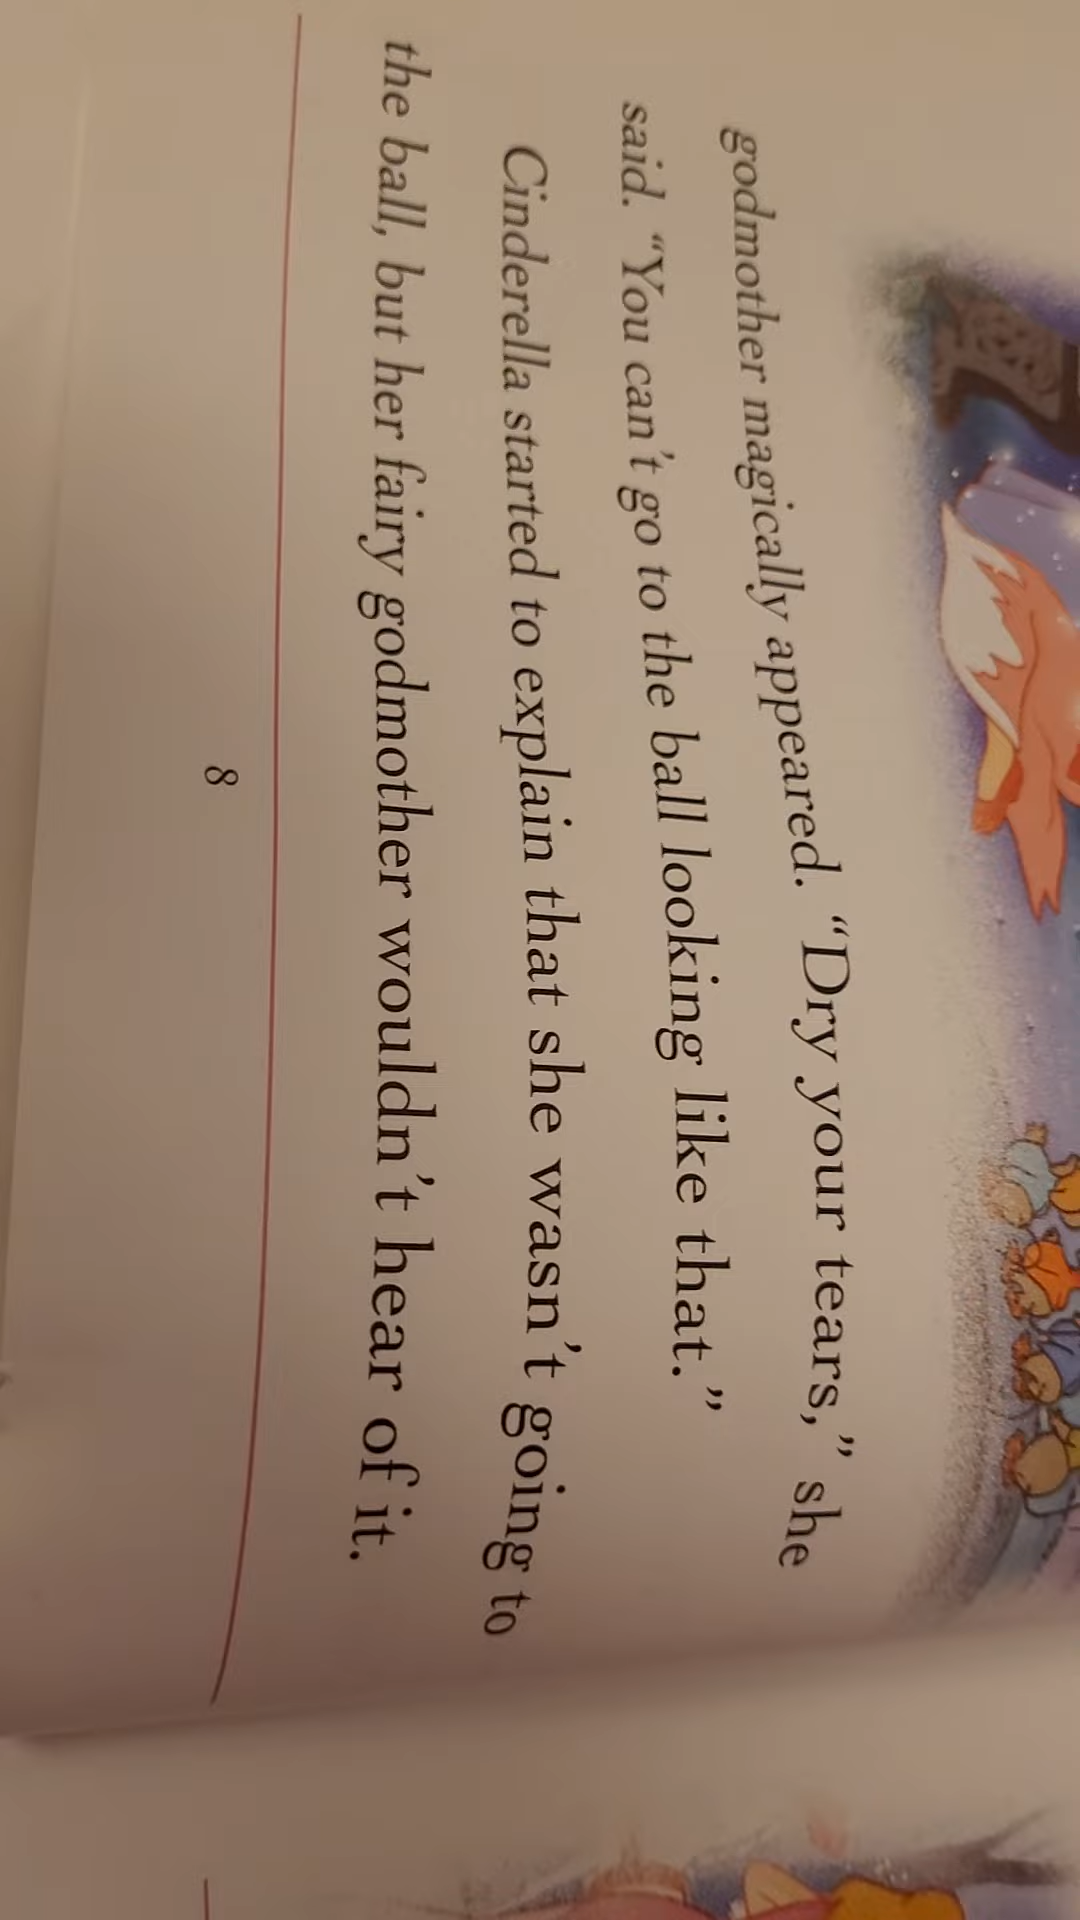 godmother magically appeared. “Dry your tears,” she
said. “You can't go to the ball looking like that.”
Cinderella started to explain that she wasn't going to
the ball, but her fairy godmother wouldn't hear of it.
8